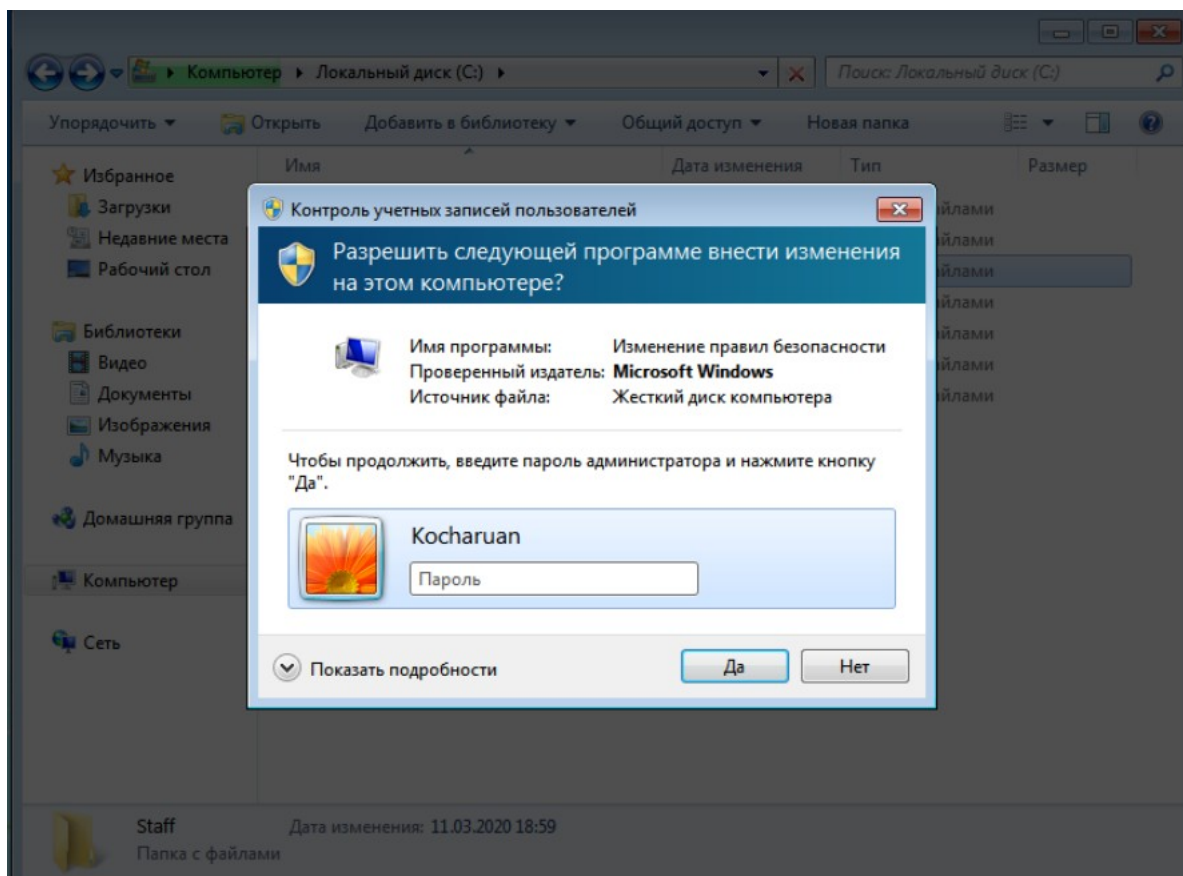 Компьютер ▸ Локальный диск (C:) ▸ Поиск: Локальный диск (C:)
Упорядочить Открыть Добавить в библиотеку Общий доступ Новая папка
Имя Дата изменения Тип Размер
Избранное
Загрузки
Недавние места
Рабочий стол
Библиотеки
Видео
Документы
Изображения
Музыка
Домашняя группа
Компьютер
Сеть
Контроль учетных записей пользователей
Разрешить следующей программе внести изменения
на этом компьютере?
Имя программы: Изменение правил безопасности
Проверенный издатель: Microsoft Windows
Источник файла: Жесткий диск компьютера
Чтобы продолжить, введите пароль администратора и нажмите кнопку
"Да".
Kocharuan
Пароль
Показать подробности
Да Нет
Staff Дата изменения: 11.03.2020 18:59
Папка с файлами